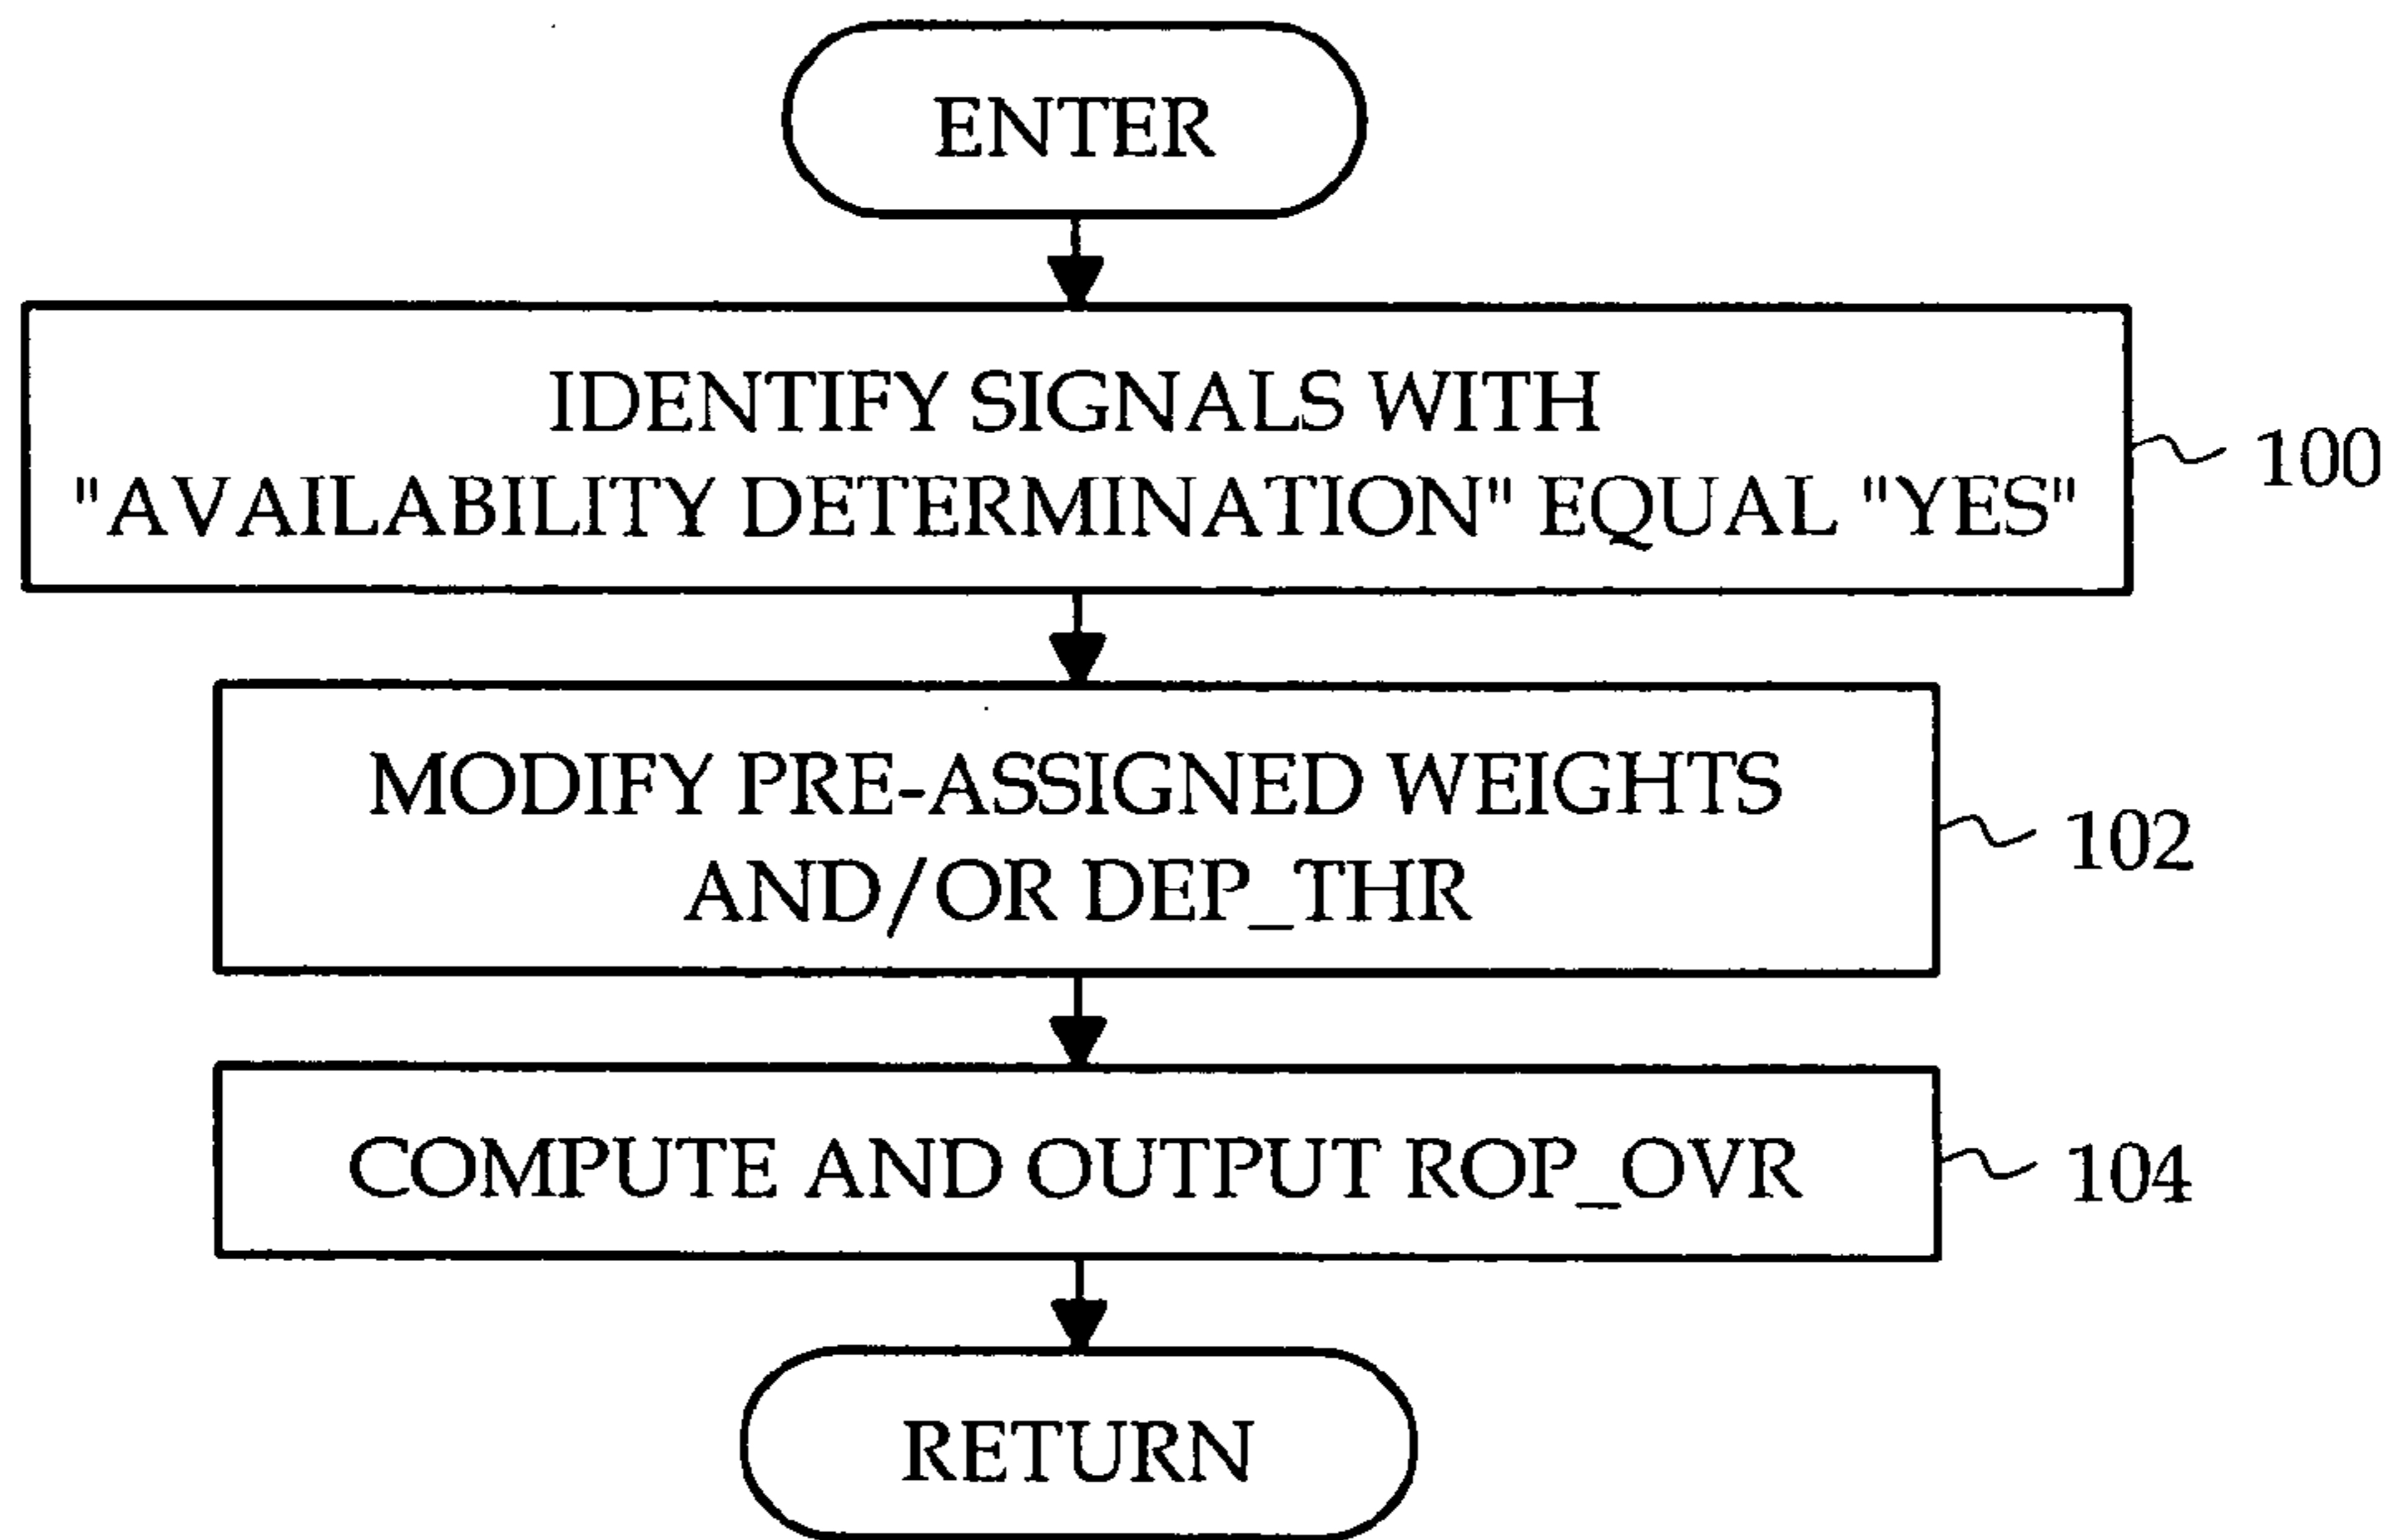 ENTER
IDENTIFY SIGNALS WITH
"AVAILABILITY DETERMINATION" EQUAL "YES"
100
MODIFY PRE-ASSIGNED WEIGHTS
AND/OR DEP_THR
102
COMPUTE AND OUTPUT ROP_OVR
104
RETURN